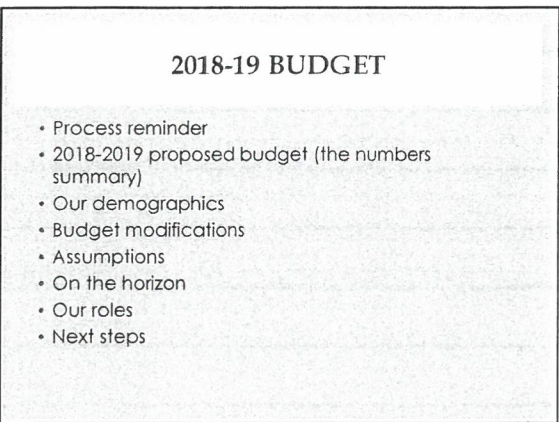 2018-19 BUDGET
• Process reminder
• 2018-2019 proposed budget (the numbers
summary)
• Our demographics
• Budget modifications
• Assumptions
• On the horizon
• Our roles
• Next steps